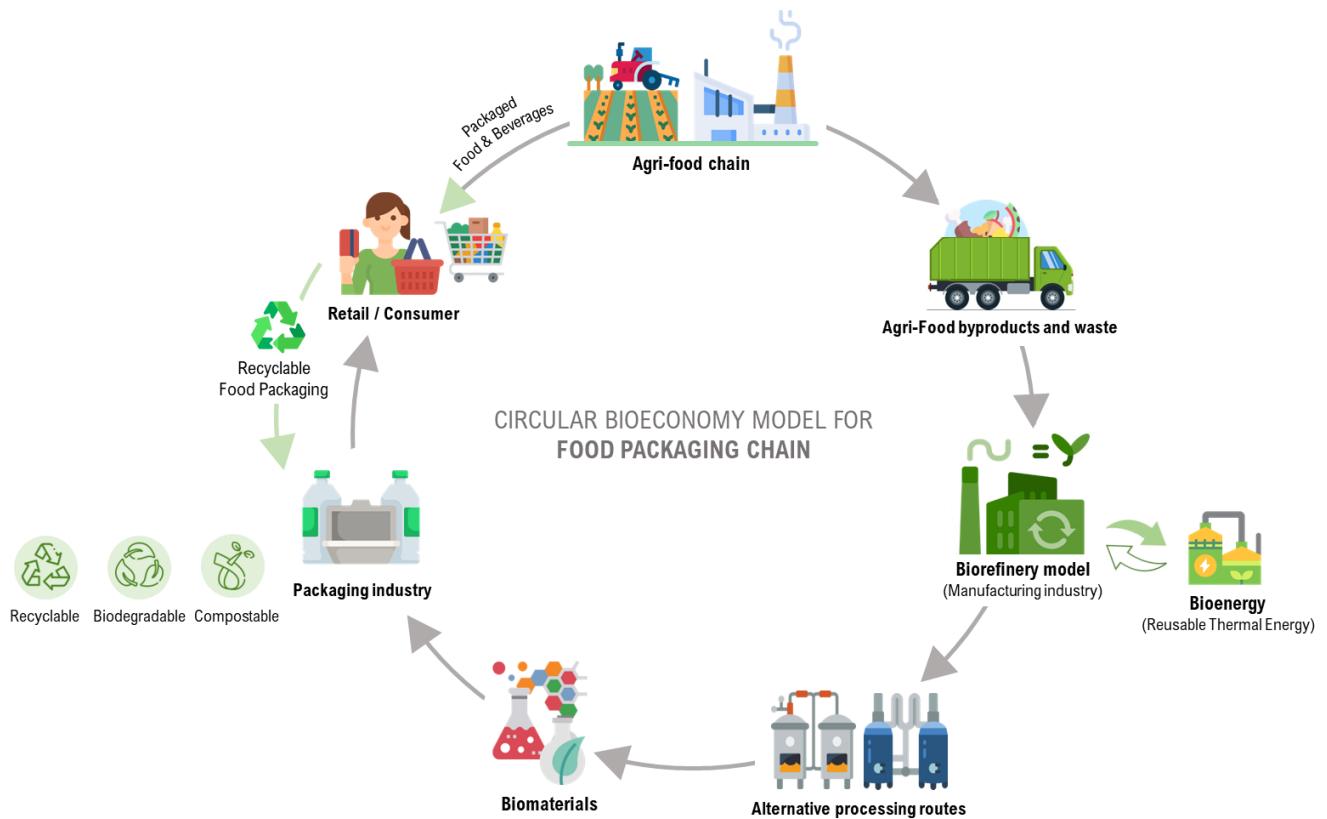 Packaged
Food & Beverages
Agri-food chain
Retail / Consumer
Agri-Food byproducts and waste
Recyclable
Food Packaging
CIRCULAR BIOECONOMY MODEL FOR
FOOD PACKAGING CHAIN
=
Packaging industry
Biorefinery model
(Manufacturing industry)
Bioenergy
(Reusable Thermal Energy)
Recyclable
Biodegradable
Compostable
Biomaterials
Alternative processing routes